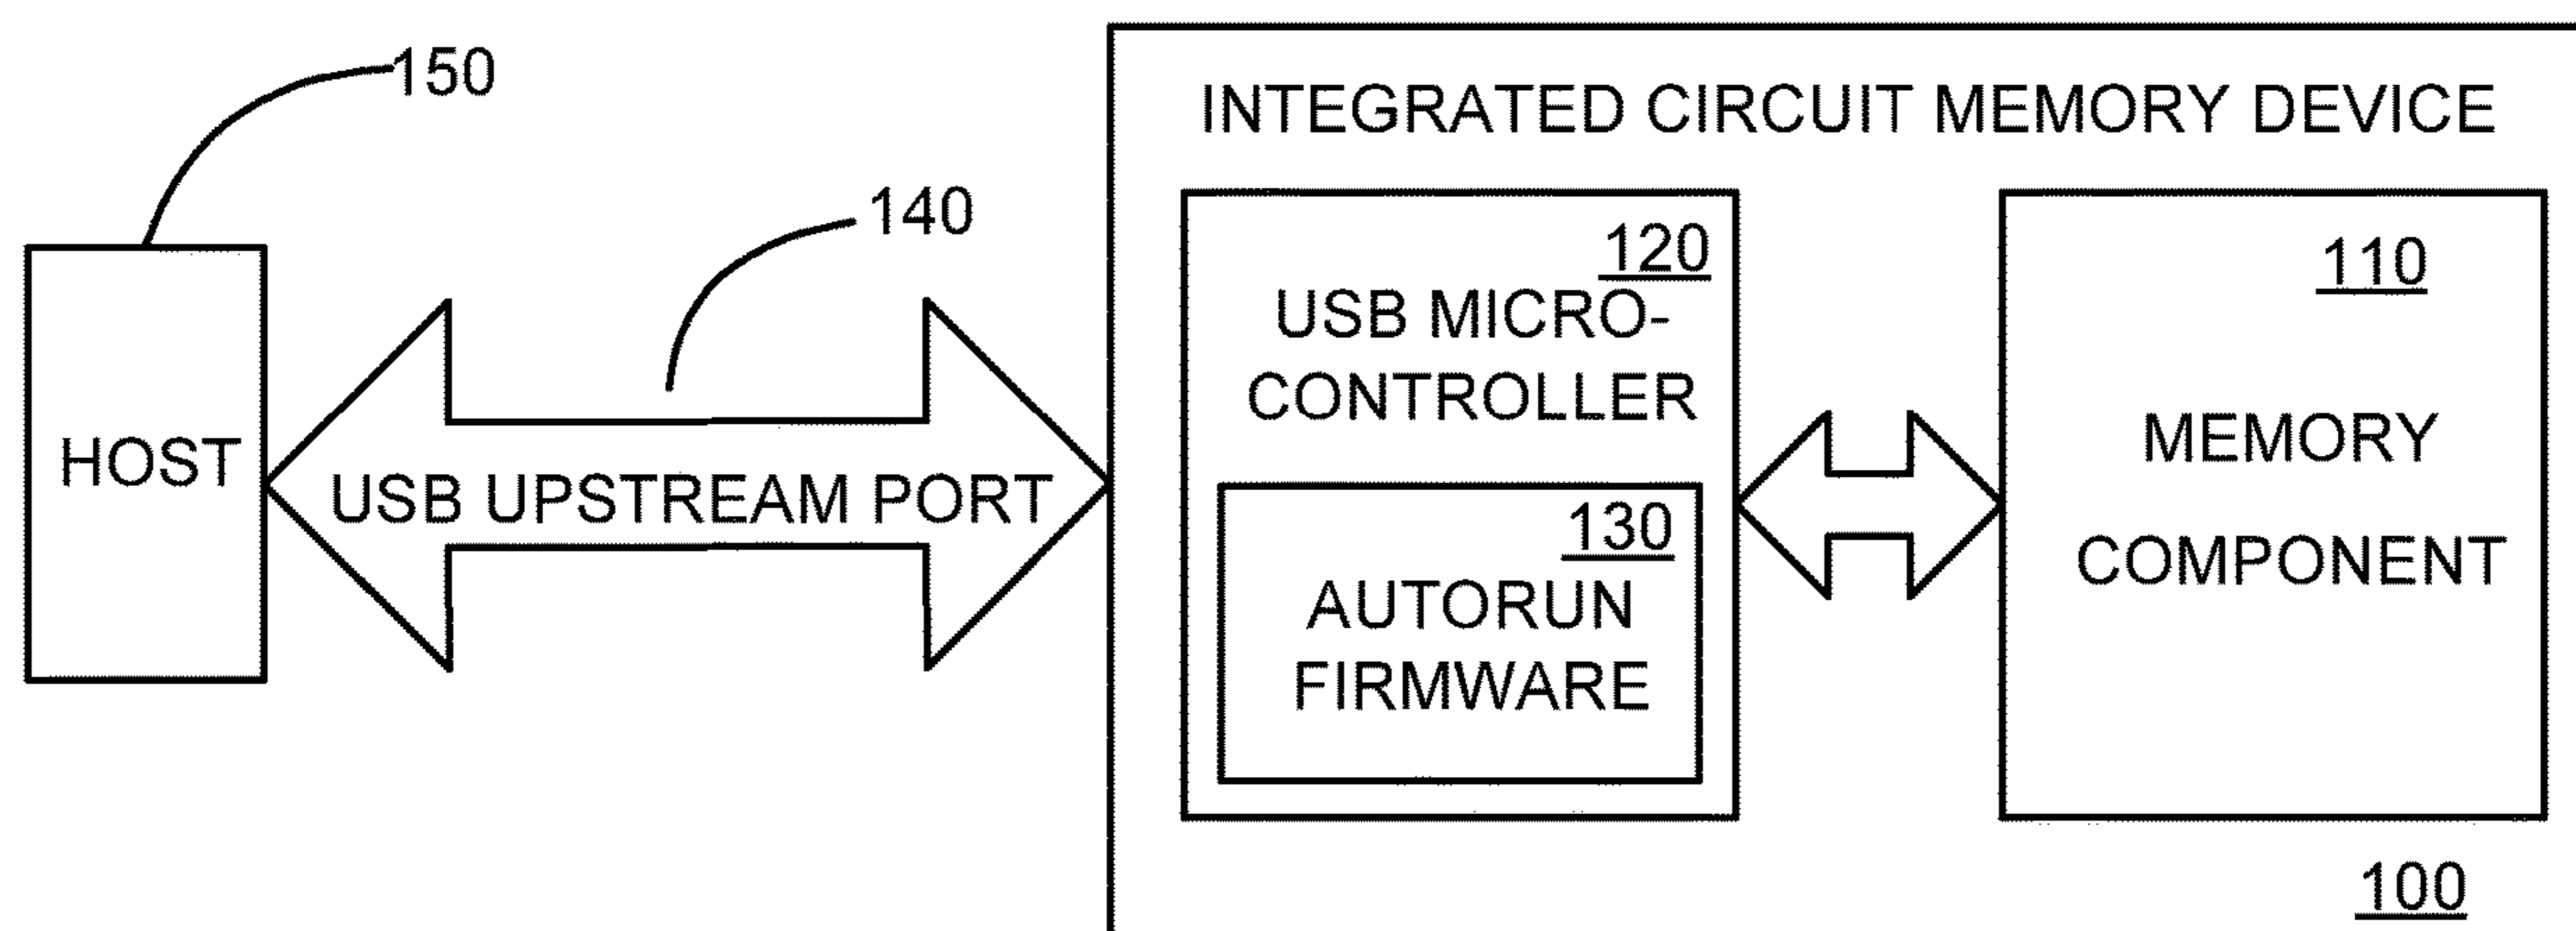 150
INTEGRATED CIRCUIT MEMORY DEVICE
140
120
110
USB MICRO-
CONTROLLER
HOST
USB UPSTREAM PORT
MEMORY
COMPONENT
130
AUTORUN
FIRMWARE
100